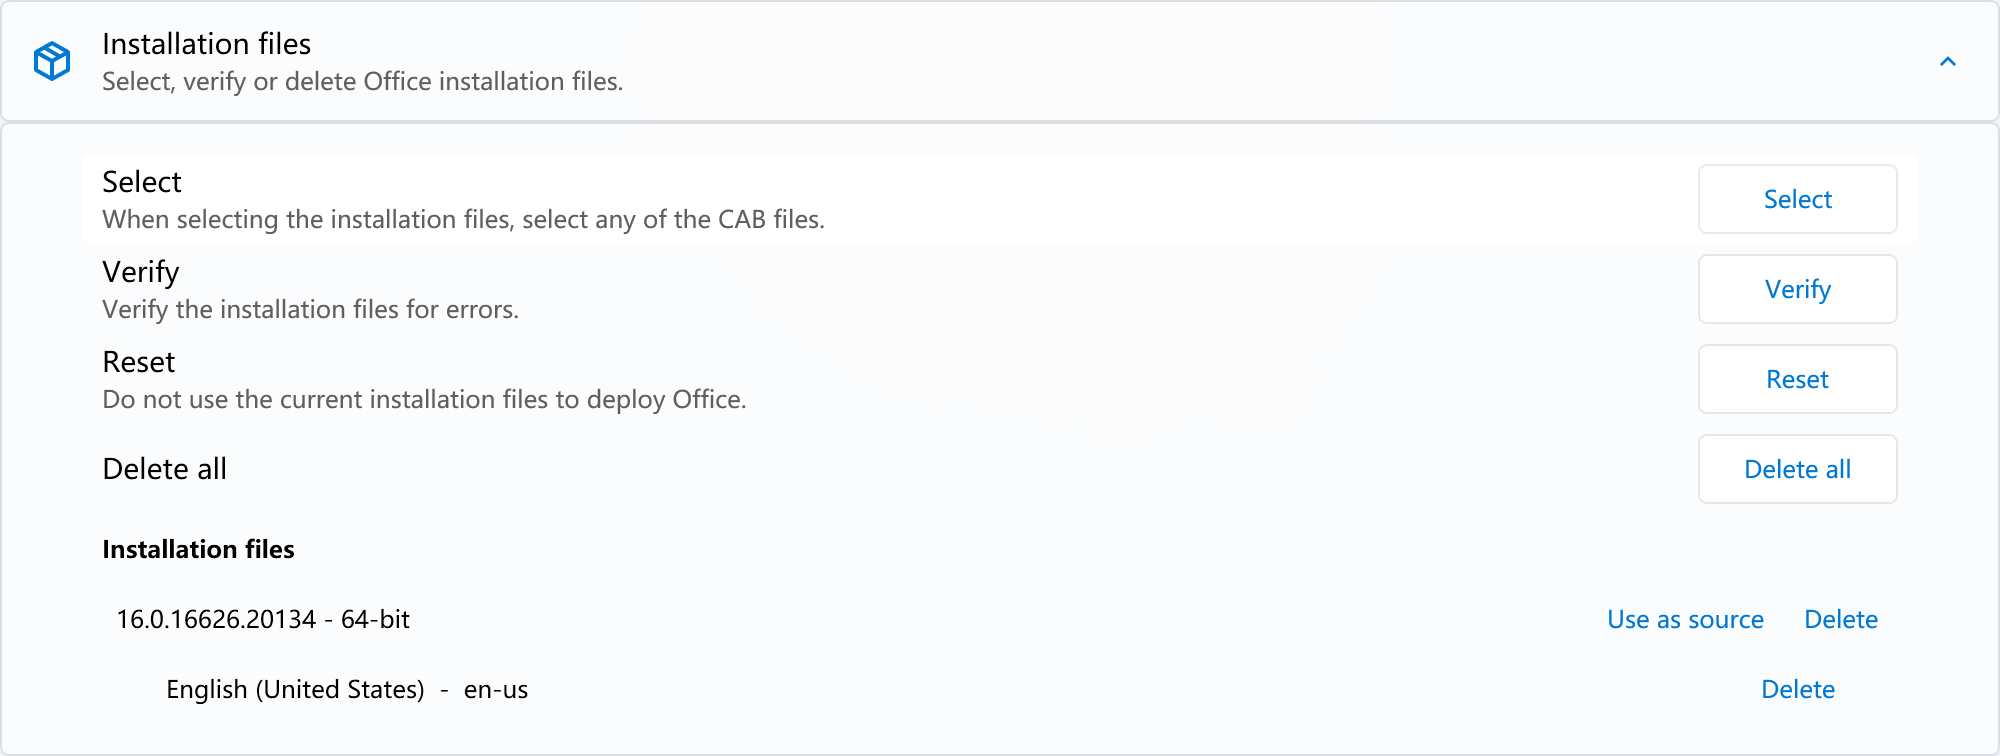 Installation files
Select, verify or delete Office installation files.
Select
When selecting the installation files, select any of the CAB files.
Select
Verify
Verify the installation files for errors.
Verify
Reset
Do not use the current installation files to deploy Office.
Reset
Delete all
Delete all
Installation files
16.0.16626.20134 - 64-bit
Use as source
Delete
English (United States) - en-us
Delete